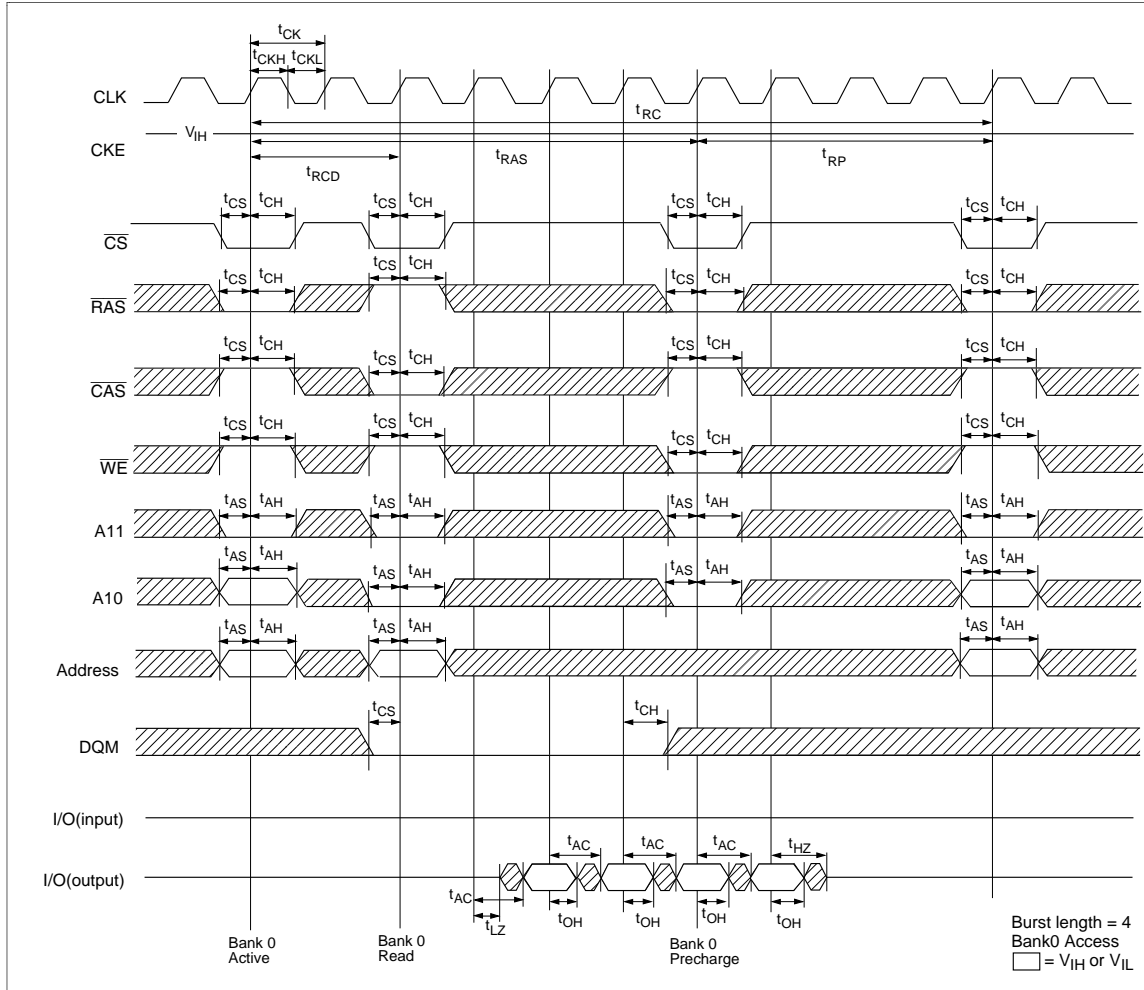 tCK
tCKH tCKL
CLK
tRC
VIH
CKE
tRAS tRP
tRCD
tCS tCH tCS tCH tCS tCH tCS tCH
CS
tCS tCH tCS tCH tCS tCH tCS tCH
RAS
tCS tCH tCS tCH tCS tCH tCS tCH
CAS
tCS tCH tCS tCH tCS tCH tCS tCH
WE
tAS tAH tAS tAH tAS tAH tAS tAH
A11
tAS tAH tAS tAH tAS tAH tAS tAH
A10
tAS tAH tAS tAH tAS tAH
Address
tCS tCH
DQM
I/O(input)
tAC tAC tAC tHZ
I/O(output)
tAC
tLZ tOH tOH tOH tOH
Bank 0
Active
Bank 0
Read
Bank 0
Precharge
Burst length = 4
Bank0 Access
= VIH or VIL